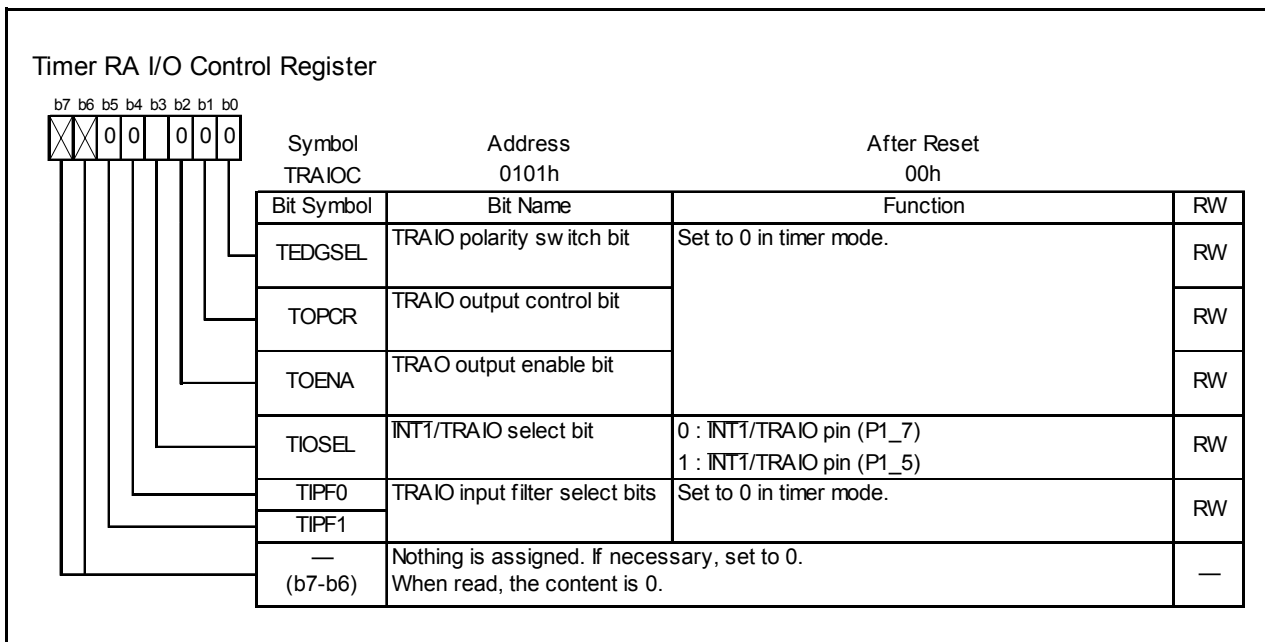 Timer RA I/O Control Register
b7 b6 b5 b4 b3 b2 b1 b0
0 0 0 0 0
Symbol Address After Reset
TRAIOC 0101h 00h
Bit Symbol Bit Name Function RW
TEDGSEL TRAIO polarity switch bit Set to 0 in timer mode. RW
TOPCR TRAIO output control bit RW
TOENA TRAO output enable bit RW
TIOSEL I̅N̅T̅1̅/TRAIO select bit 0 : I̅N̅T̅1̅/TRAIO pin (P1_7) RW
1 : I̅N̅T̅1̅/TRAIO pin (P1_5)
TIPF0 TRAIO input filter select bits Set to 0 in timer mode. RW
TIPF1
— Nothing is assigned. If necessary, set to 0. —
(b7-b6) When read, the content is 0.